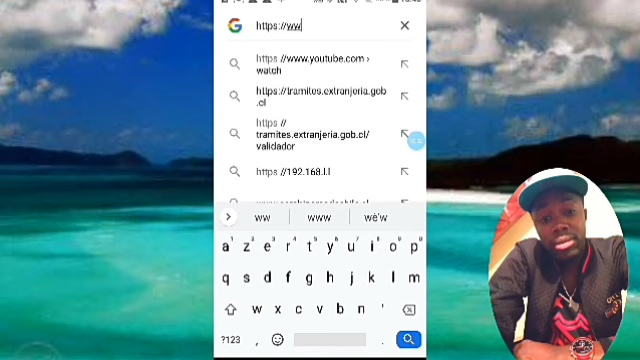 https://ww
https //www.youtube.com ›
watch
https://tramites.extranjeria.gob
.cl
https //
tramites.extranjeria.gob.cl/
validador
https //192.168.l.l
ww www wè'w
a z e r t y u i o p
q s d f g h j k l m
w x c v b n '
?123 , .